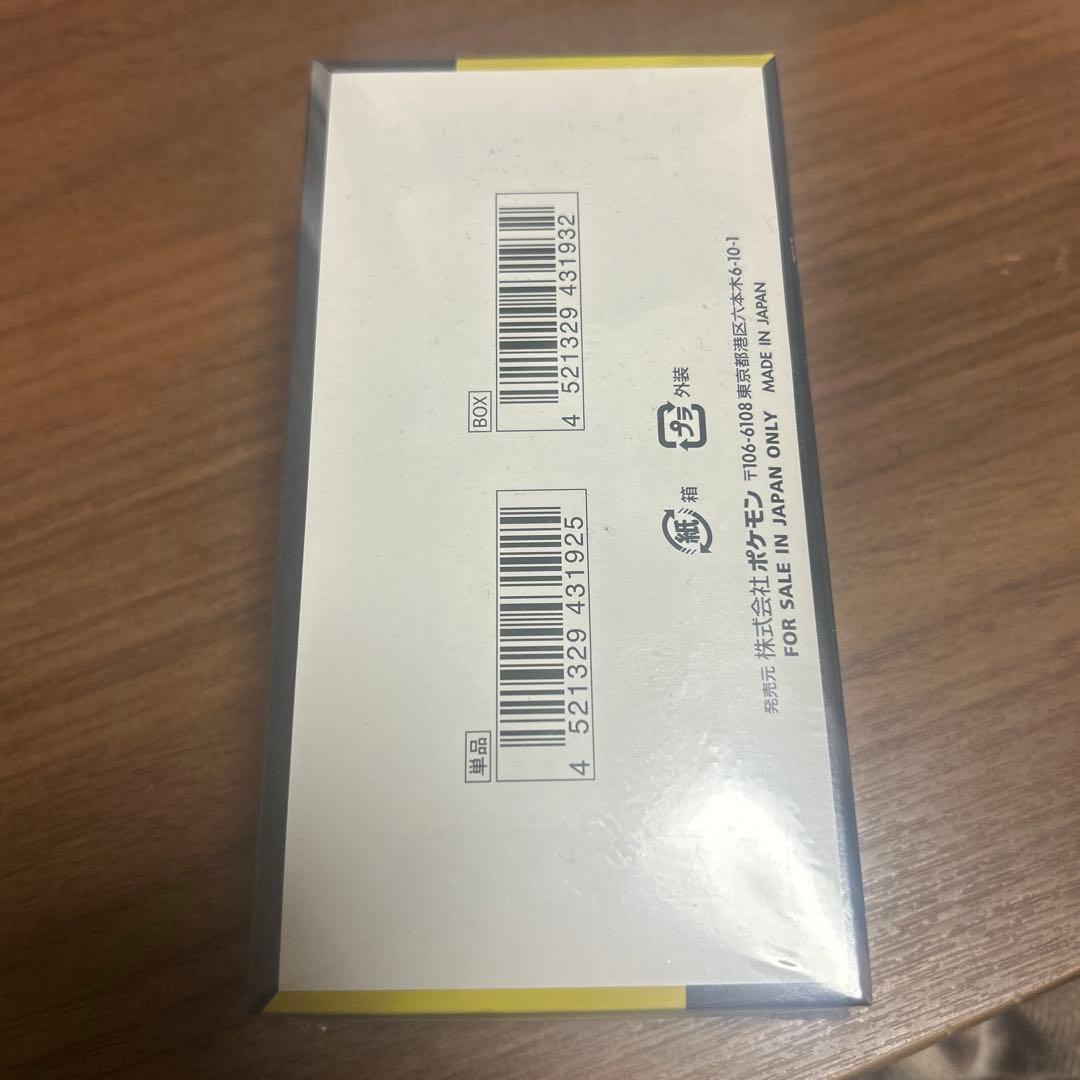 BOX
4 521329 431932
単品
4 521329 431925
プラ 外装
紙 箱
発売元 株式会社ポケモン 〒106-6108 東京都港区六本木6-10-1
FOR SALE IN JAPAN ONLY MADE IN JAPAN